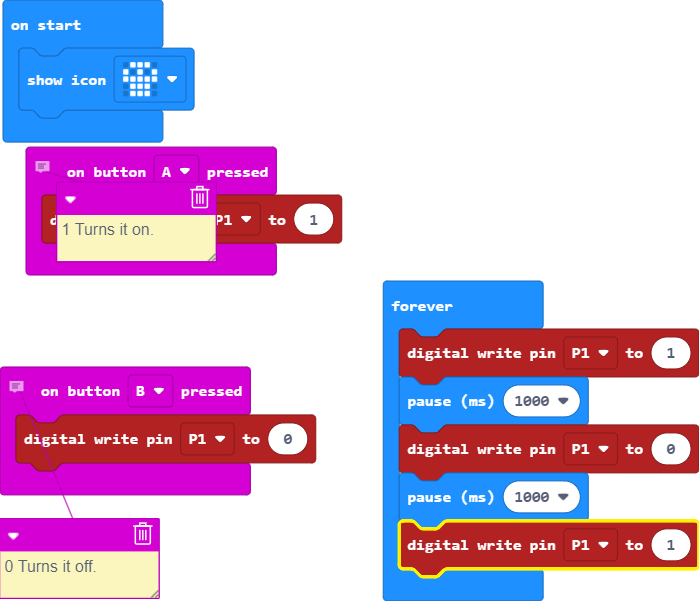 on start
show icon
on button A pressed
P1 to 1
1 Turns it on.
on button B pressed
digital write pin P1 to 0
0 Turns it off.
forever
digital write pin P1 to 1
pause (ms) 1000
digital write pin P1 to 0
pause (ms) 1000
digital write pin P1 to 1